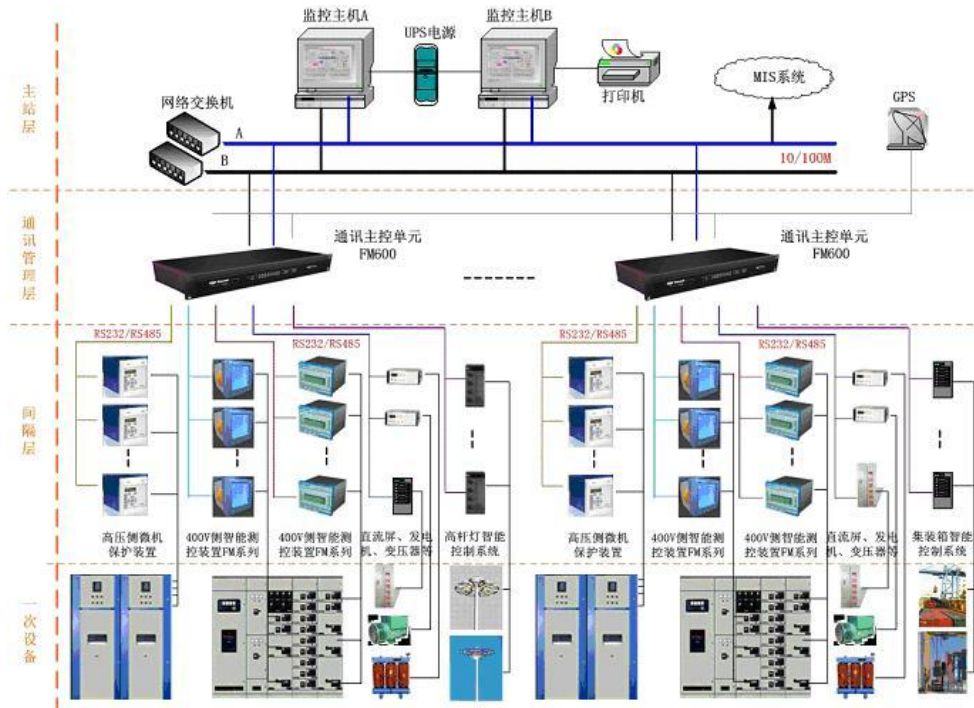 监控主机A
UPS电源
监控主机B
打印机
MIS系统
GPS
网络交换机
A
B
10/100M
主站层
通讯管理层
通讯主控单元
FM600
通讯主控单元
FM600
间隔层
RS232/RS485
RS232/RS485
RS232/RS485
RS232/RS485
高压侧微机
保护装置
400V侧智能测
控装置FM系列
400V侧智能测
控装置FM系列
直流屏、发电
机、变压器等
高杆灯智能
控制系统
高压侧微机
保护装置
400V侧智能测
控装置FM系列
400V侧智能测
控装置FM系列
直流屏、发电
机、变压器等
集装箱智能
控制系统
一次设备